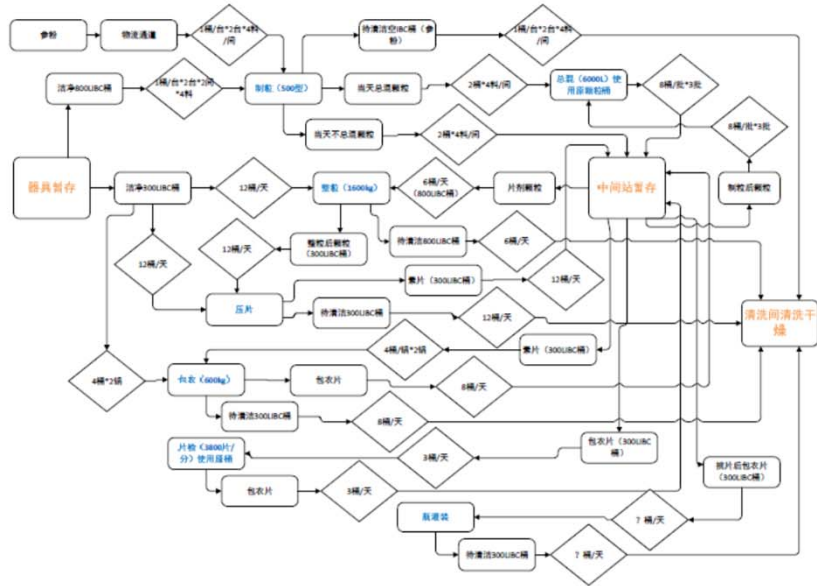 参粉
物流通道
1桶/台*2台*4料
/间
待清洁空IBC桶(参
粉)
1桶/台*2台*4料
/间
洁净800LIBC桶
1桶/台*2台*2间
*4料
制粒(500型)
当天总混颗粒
2桶*4料/间
总混(6000L)使
用原颗粒桶
8桶/批*3批
当天不总混颗粒
2桶*4料/间
8桶/批*3批
器具暂存
洁净300LIBC桶
12桶/天
整粒(1600kg)
6桶/天
(800LIBC桶)
片剂颗粒
中间站暂存
制粒后颗粒
12桶/天
12桶/天
整粒后颗粒
(300LIBC桶)
待清洁800LIBC桶
6桶/天
压片
素片(300LIBC桶)
12桶/天
待清洁300LIBC桶
12桶/天
清洗间清洗干
燥
4桶/锅*2锅
素片(300LIBC桶)
4桶*2锅
包衣(600kg)
包衣片
8桶/天
待清洁300LIBC桶
8桶/天
片检(3800片/
分)使用原桶
3桶/天
包衣片(300LIBC
桶)
挑片后包衣片
(300LIBC桶)
包衣片
3桶/天
瓶灌装
7 桶/天
待清洁300LIBC桶
7 桶/天